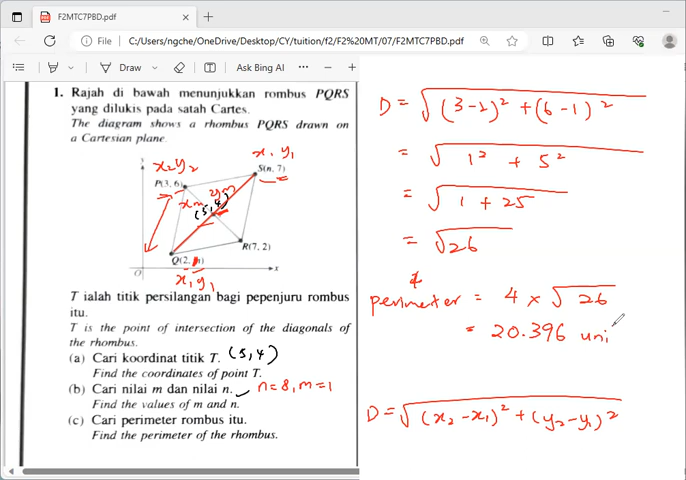 F2MTC7PBD.pdf
File
C:/Users/ngche/OneDrive/Desktop/CY/tuition/f2/F2%20MT/07/F2MTC7PBD.pdf
Draw
Ask Bing AI
1. Rajah di bawah menunjukkan rombus PQRS
yang dilukis pada satah Cartes.
The diagram shows a rhombus PQRS drawn on
a Cartesian plane.
y
x2 y2
x, y1
P(3, 6)
S(n, 7)
xm ym
(5,4)
R(7, 2)
Q(2, m)
x1 y1
O
x
T ialah titik persilangan bagi pepenjuru rombus
itu.
T is the point of intersection of the diagonals of
the rhombus.
(a) Cari koordinat titik T. (5,4)
Find the coordinates of point T.
(b) Cari nilai m dan nilai n. n=8, m=1
Find the values of m and n.
(c) Cari perimeter rombus itu.
Find the perimeter of the rhombus.
D = √(3-2)² + (6-1)²
= √1² + 5²
= √1 + 25
= √26
perimeter = 4 × √26
= 20.396 uni
D = √(x2 - x1)² + (y2 - y1)²